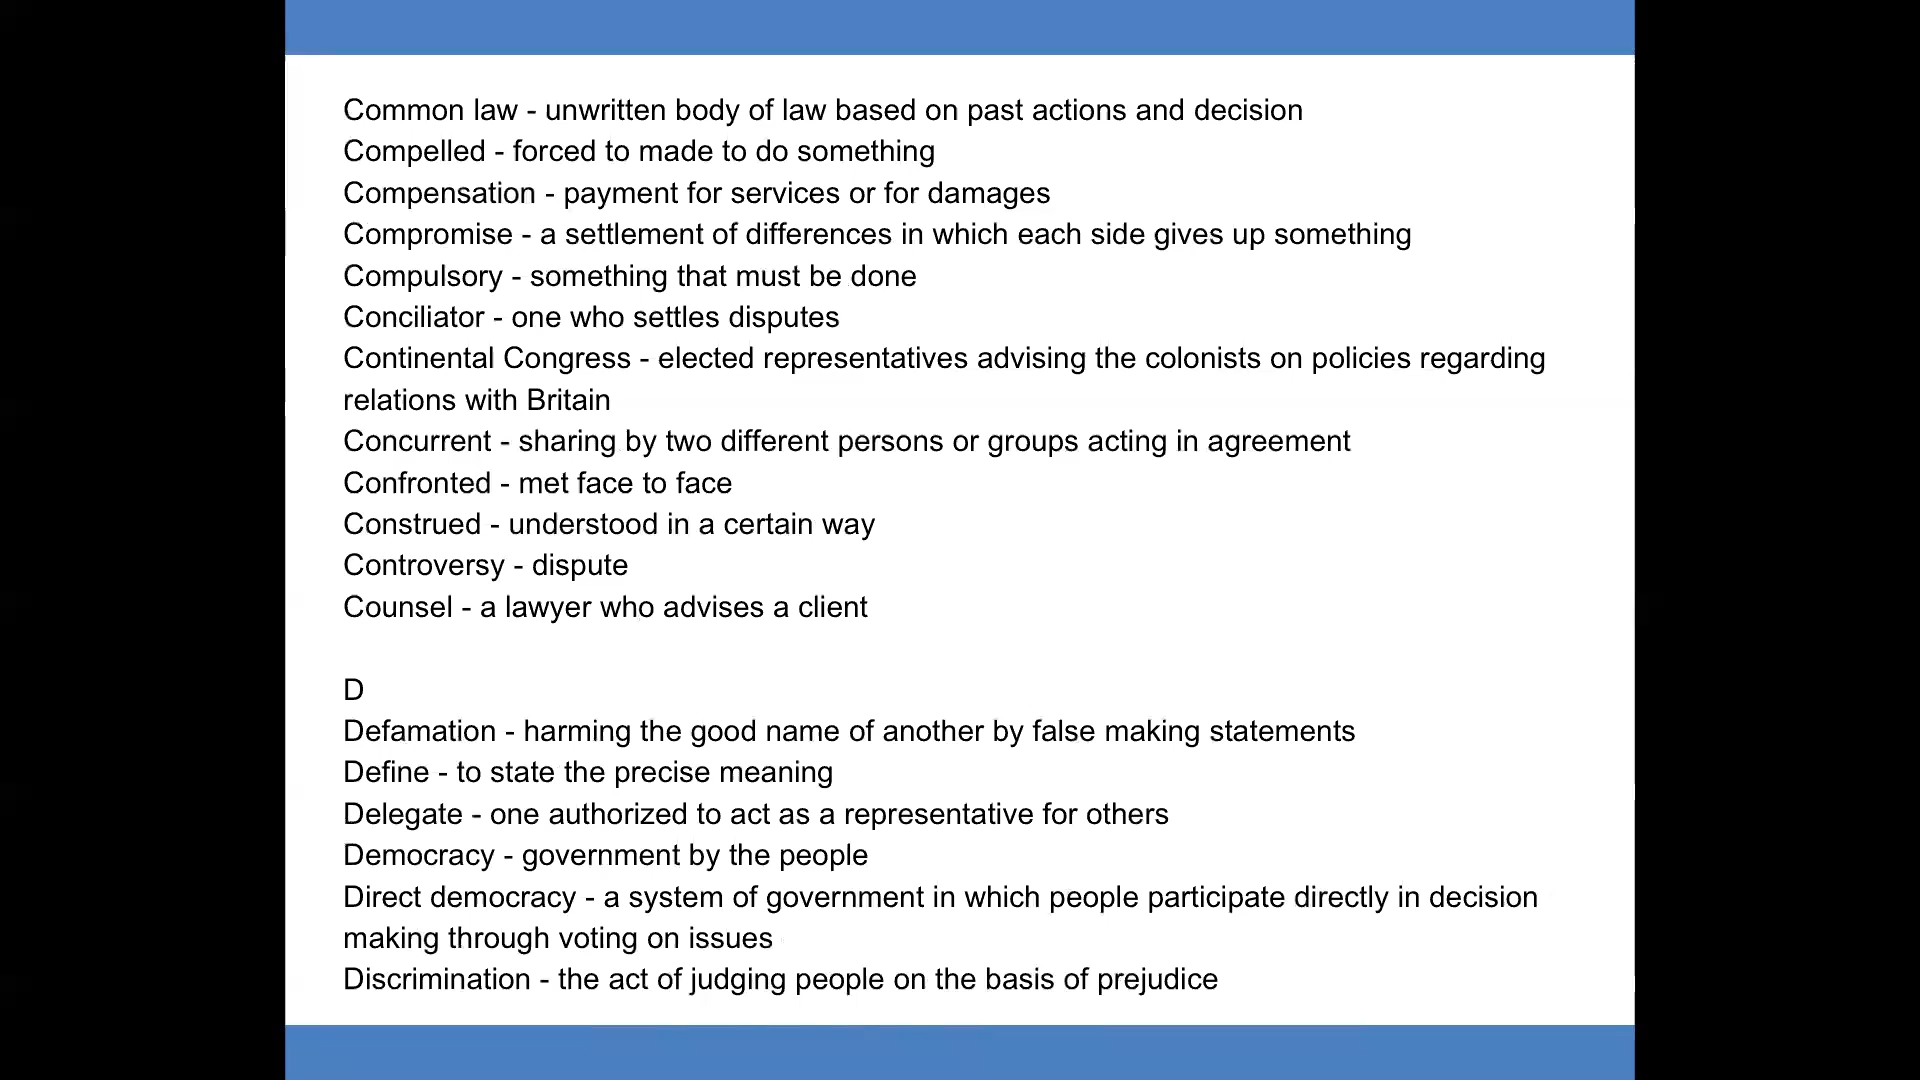 Common law - unwritten body of law based on past actions and decision
Compelled - forced to made to do something
Compensation - payment for services or for damages
Compromise - a settlement of differences in which each side gives up something
Compulsory - something that must be done
Conciliator - one who settles disputes
Continental Congress - elected representatives advising the colonists on policies regarding
relations with Britain
Concurrent - sharing by two different persons or groups acting in agreement
Confronted - met face to face
Construed - understood in a certain way
Controversy - dispute
Counsel - a lawyer who advises a client
D
Defamation - harming the good name of another by false making statements
Define - to state the precise meaning
Delegate - one authorized to act as a representative for others
Democracy - government by the people
Direct democracy - a system of government in which people participate directly in decision
making through voting on issues
Discrimination - the act of judging people on the basis of prejudice